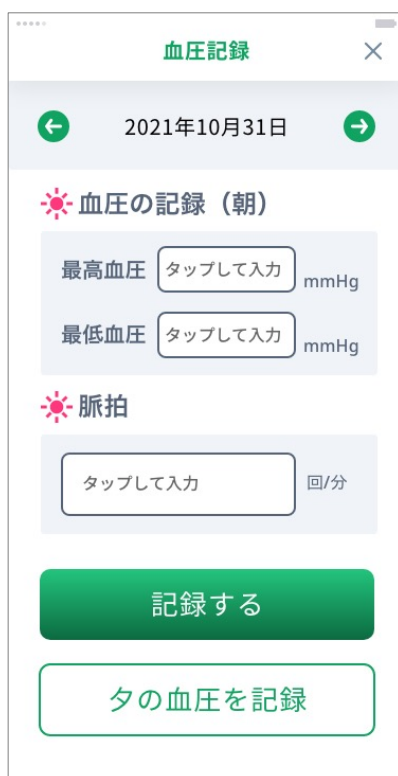 血圧記録
2021年10月31日
血圧の記録（朝）
最高血圧 タップして入力 mmHg
最低血圧 タップして入力 mmHg
脈拍
タップして入力 回/分
記録する
夕の血圧を記録